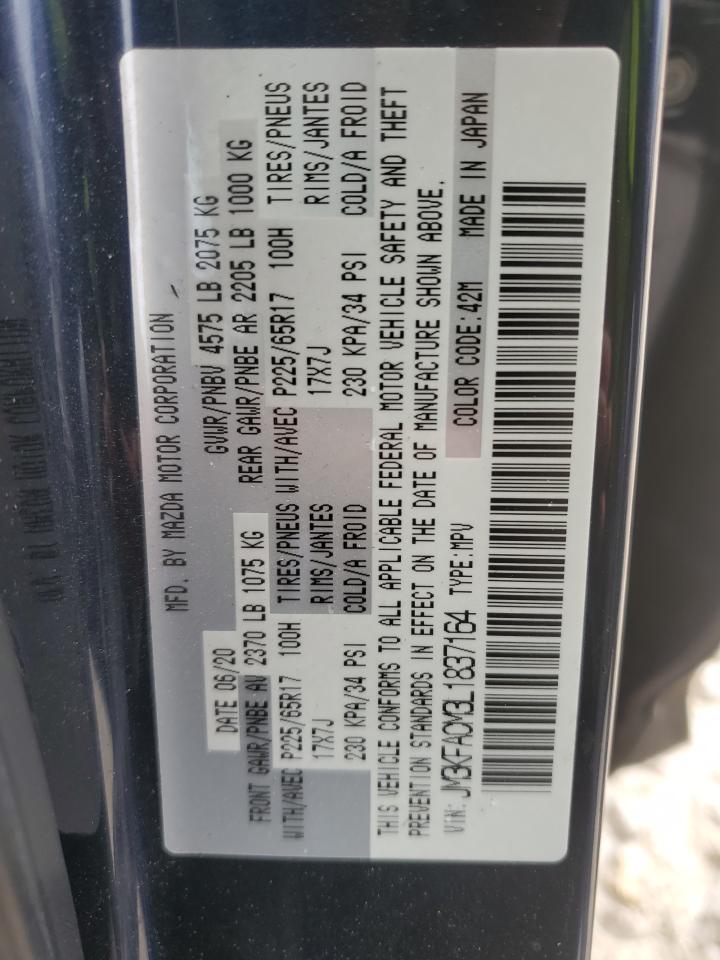 MFD. BY MAZDA MOTOR CORPORATION
DATE 06/20 GVWR/PNBV 4575 LB 2075 KG
FRONT GAWR/PNBE AV 2370 LB 1075 KG REAR GAWR/PNBE AR 2205 LB 1000 KG
WITH/AVEC P225/65R17 100H TIRES/PNEUS WITH/AVEC P225/65R17 100H TIRES/PNEUS
17X7J RIMS/JANTES 17X7J RIMS/JANTES
230 KPA/34 PSI COLD/A FROID 230 KPA/34 PSI COLD/A FROID
THIS VEHICLE CONFORMS TO ALL APPLICABLE FEDERAL MOTOR VEHICLE SAFETY AND THEFT
PREVENTION STANDARDS IN EFFECT ON THE DATE OF MANUFACTURE SHOWN ABOVE.
VIN: JM3KFACM3L1837164 TYPE:MPV COLOR CODE:42M MADE IN JAPAN